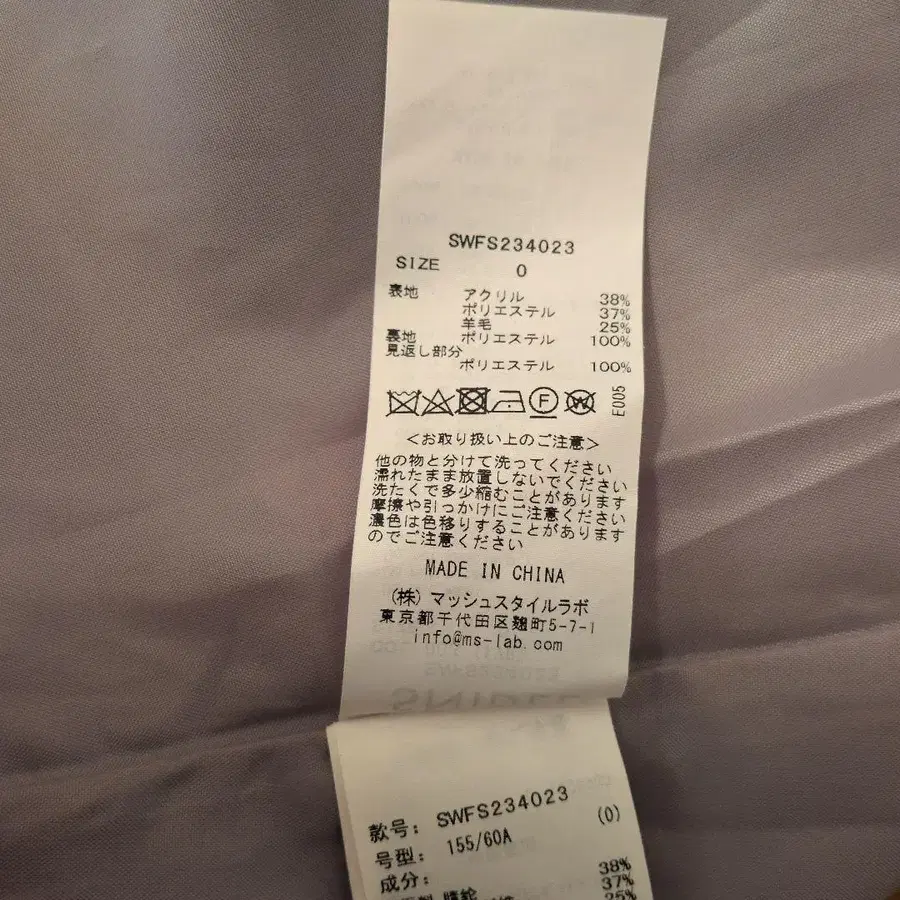 SWFS234023
SIZE 0
表地 アクリル 38%
ポリエステル 37%
羊毛 25%
裏地 ポリエステル 100%
見返し部分
ポリエステル 100%
F W E005
<お取り扱い上のご注意>
他の物と分けて洗ってください
濡れたまま放置しないでください
洗たくで多少縮むことがあります
摩擦や引っかけにご注意ください
濃色は色移りすることがあります
のでご注意ください
MADE IN CHINA
(株) マッシュスタイルラボ
東京都千代田区麹町5-7-1
info@ms-lab.com
款号: SWFS234023 (0)
号型: 155/60A
成分:
38%
腈纶 37%
25%